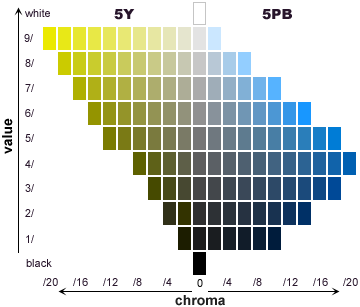 white 5Y 5PB
9/
8/
7/
6/
value
5/
4/
3/
2/
1/
black
/20 /16 /12 /8 /4 0 /4 /8 /12 /16 /20
chroma